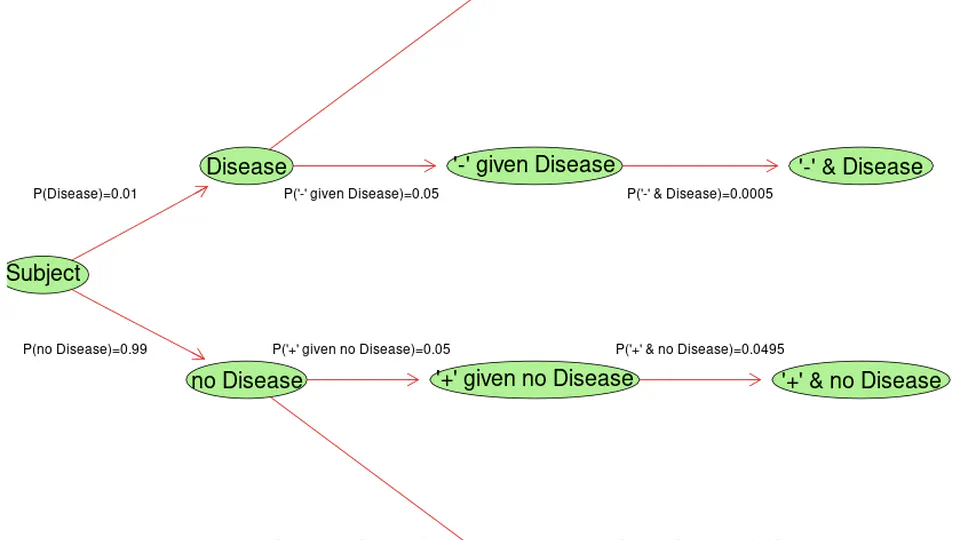 Disease
'-' given Disease
'-' & Disease
P(Disease)=0.01
P('-' given Disease)=0.05
P('-' & Disease)=0.0005
Subject
P(no Disease)=0.99
P('+' given no Disease)=0.05
P('+' & no Disease)=0.0495
no Disease
'+' given no Disease
'+' & no Disease